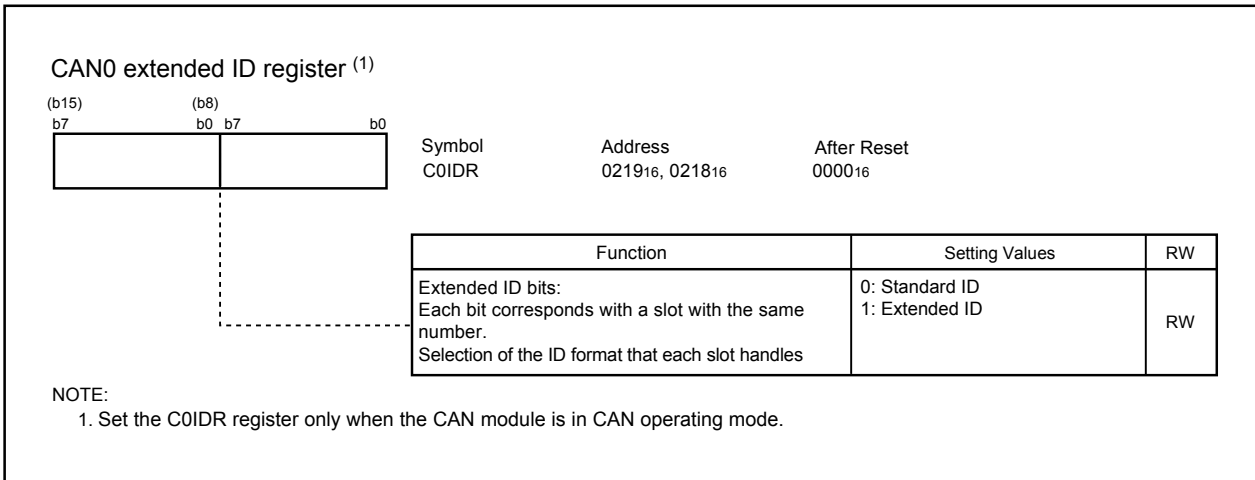 CAN0 extended ID register (1)
(b15) (b8)
b7 b0 b7 b0
Symbol Address After Reset
C0IDR 021916, 021816 000016
Function Setting Values RW
Extended ID bits:
Each bit corresponds with a slot with the same
number.
Selection of the ID format that each slot handles
0: Standard ID
1: Extended ID
RW
NOTE:
1. Set the C0IDR register only when the CAN module is in CAN operating mode.